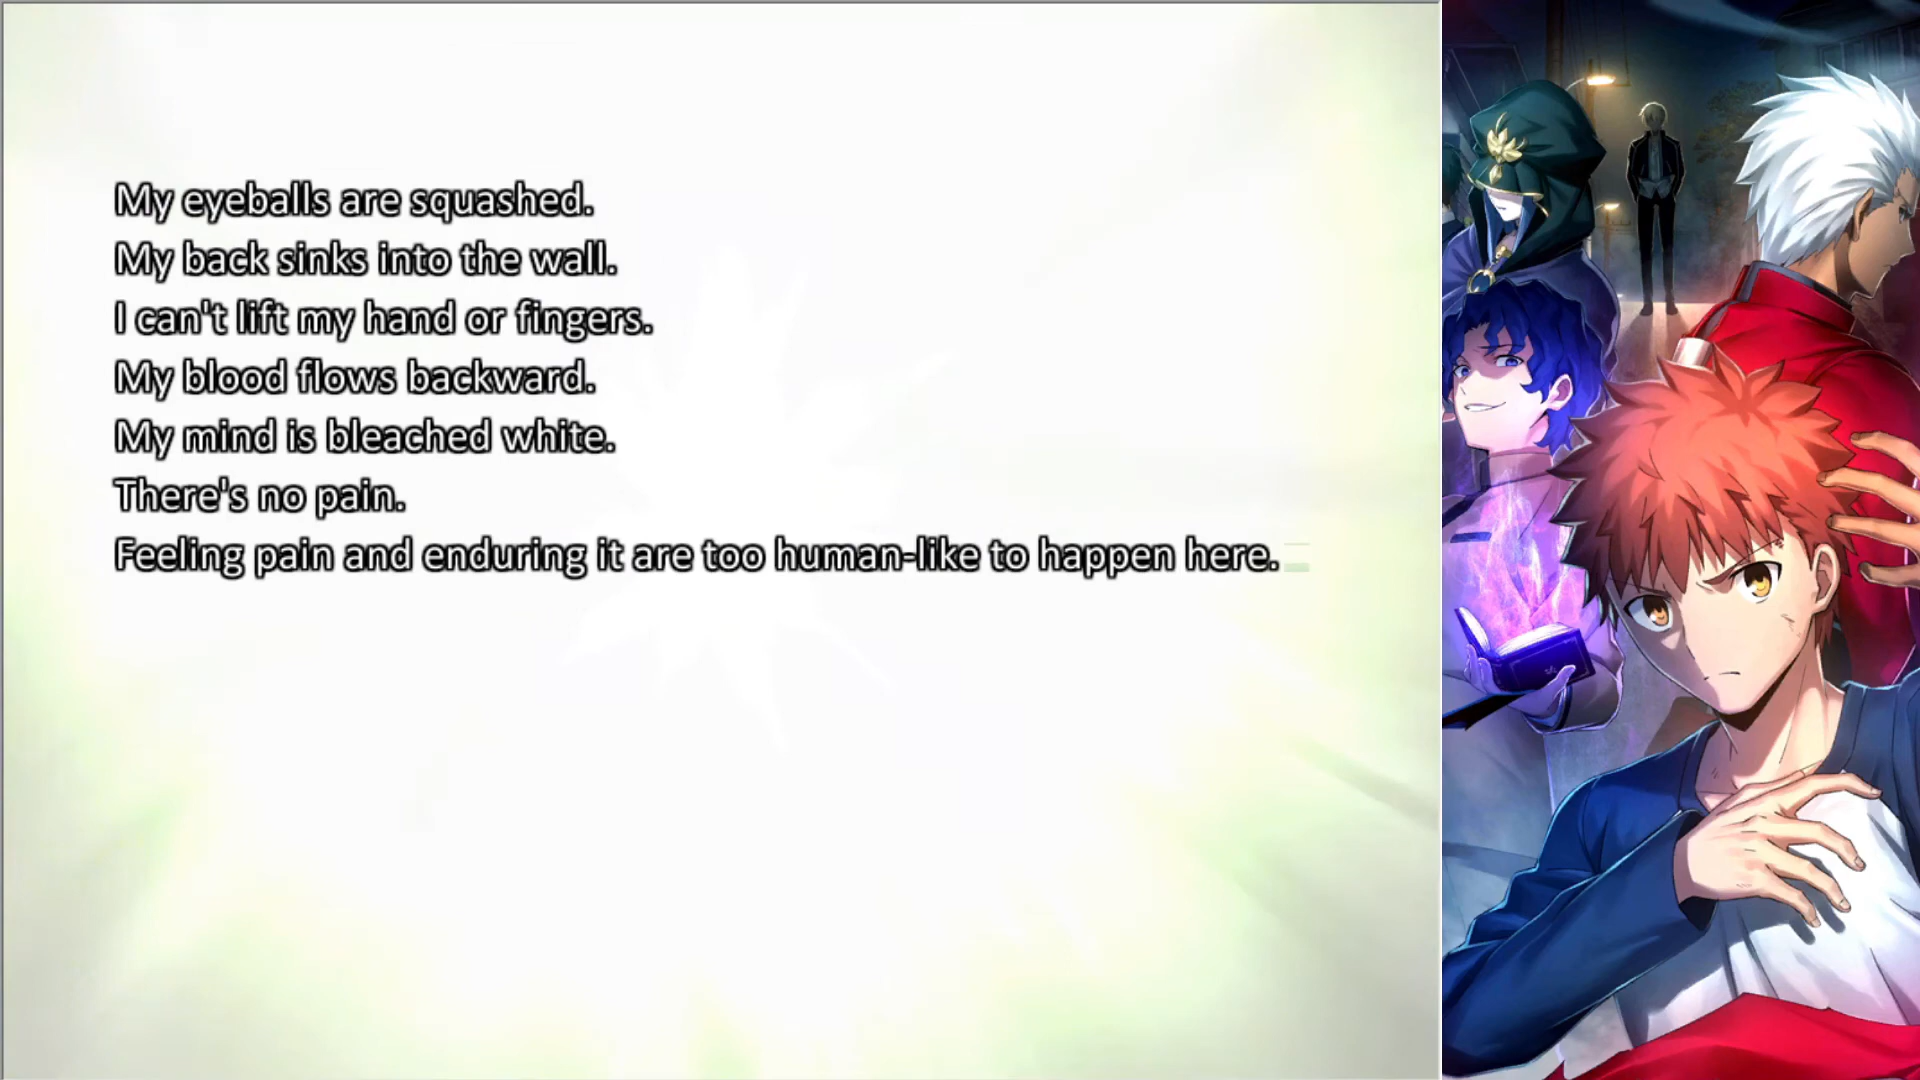 My eyeballs are squashed.
My back sinks into the wall.
I can't lift my hand or fingers.
My blood flows backward.
My mind is bleached white.
There's no pain.
Feeling pain and enduring it are too human-like to happen here.